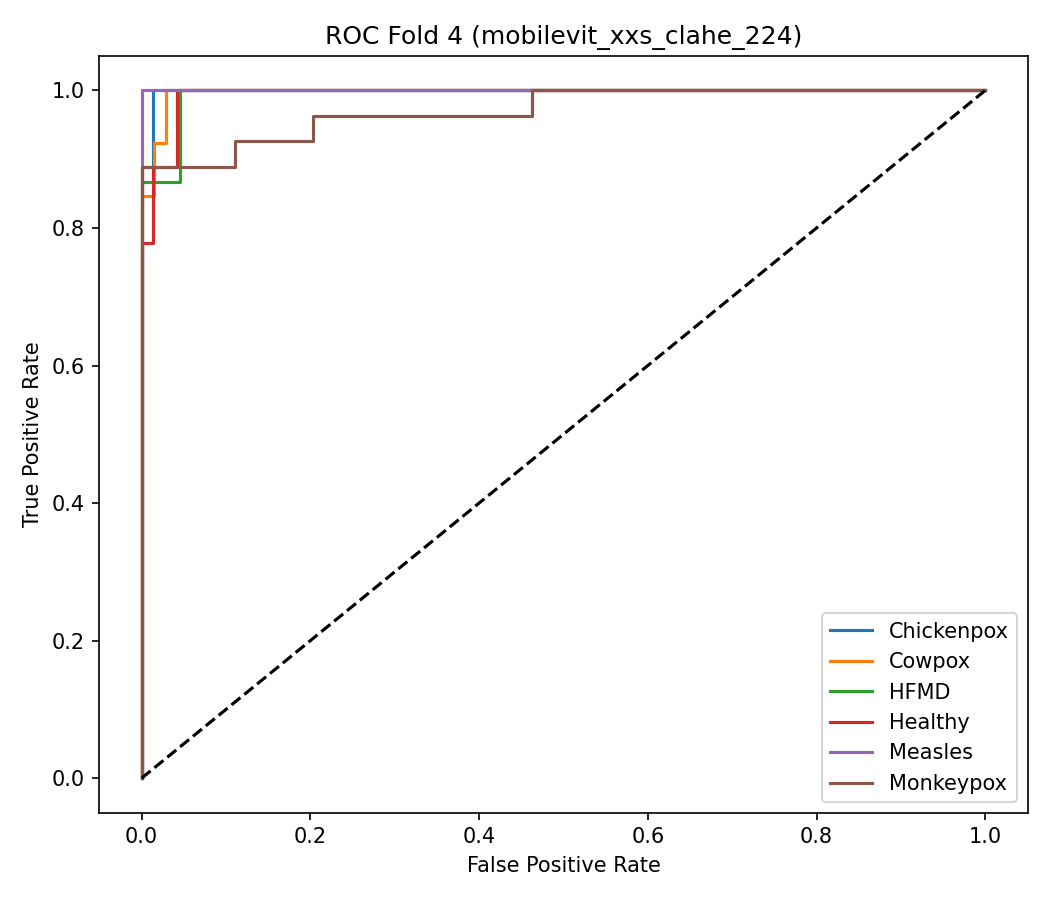 ROC Fold 4 (mobilevit_xxs_clahe_224)
True Positive Rate
1.0
0.8
0.6
0.4
0.2
0.0
0.0 0.2 0.4 0.6 0.8 1.0
False Positive Rate
Chickenpox
Cowpox
HFMD
Healthy
Measles
Monkeypox